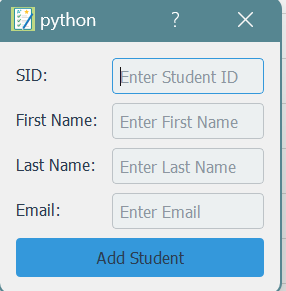 python ?
SID: Enter Student ID
First Name: Enter First Name
Last Name: Enter Last Name
Email: Enter Email
Add Student